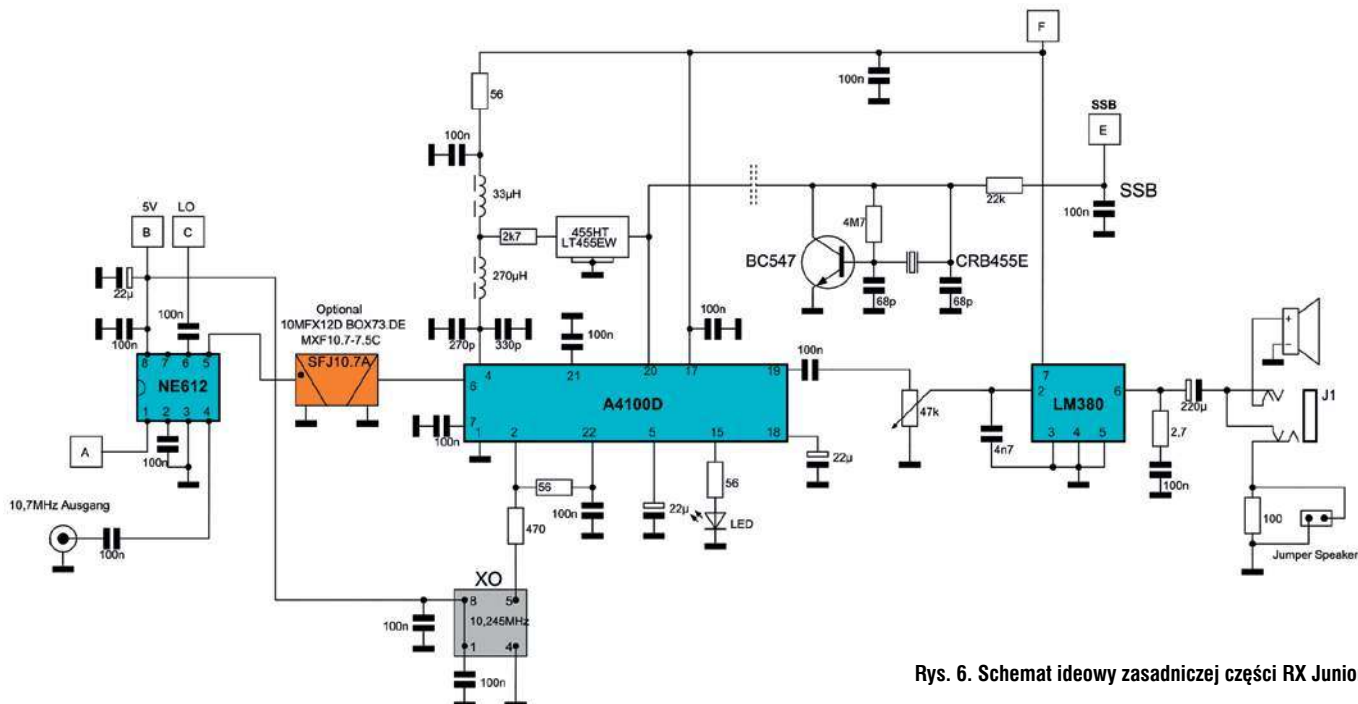 F
56
100n
SSB
E
100n
33µH
22k
SSB
5V
LO
100n
B
C
2k7
455HT
LT455EW
4M7
BC547
CRB455E
270µH
22µ
68p
68p
Optional
100n
10MFX12D BOX73.DE
MXF10.7-7.5C
100n
270p
330p
100n
100n
100n
+
-
SFJ10.7A
8
7
6
5
NE612
1
2
3
4
6
4
21
20
17
19
A4100D
7
1
2
22
5
15
18
47k
7
2
6
LM380
3
4
5
220µ
J1
A
100n
100n
4n7
2,7
22µ
56
56
100n
10,7MHz Ausgang
470
100n
22µ
LED
100
100n
Jumper Speaker
XO
8
5
10,245MHz
100n
1
4
100n
Rys. 6. Schemat ideowy zasadniczej części RX Junio